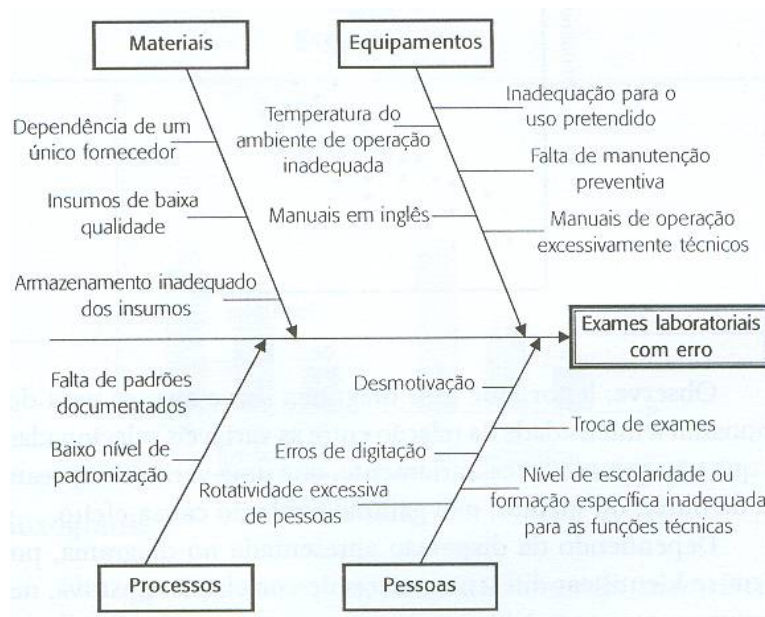 Materiais
Equipamentos
Dependência de um
único fornecedor
Insumos de baixa
qualidade
Armazenamento inadequado
dos insumos
Temperatura do
ambiente de operação
inadequada
Manuais em inglês
Inadequação para o
uso pretendido
Falta de manutenção
preventiva
Manuais de operação
excessivamente técnicos
Exames laboratoriais
com erro
Falta de padrões
documentados
Baixo nível de
padronização
Desmotivação
Erros de digitação
Rotatividade excessiva
de pessoas
Troca de exames
Nível de escolaridade ou
formação específica inadequada
para as funções técnicas
Processos
Pessoas